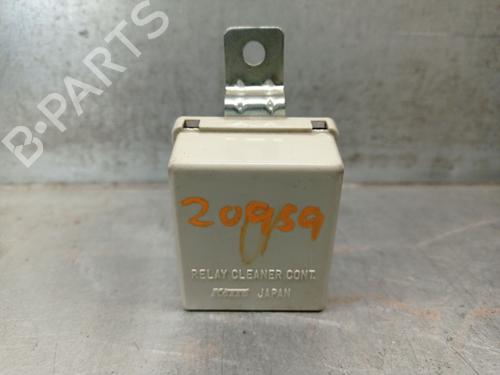 B-PARTS
20959
RELAY CLEANER CONT.
JAPAN